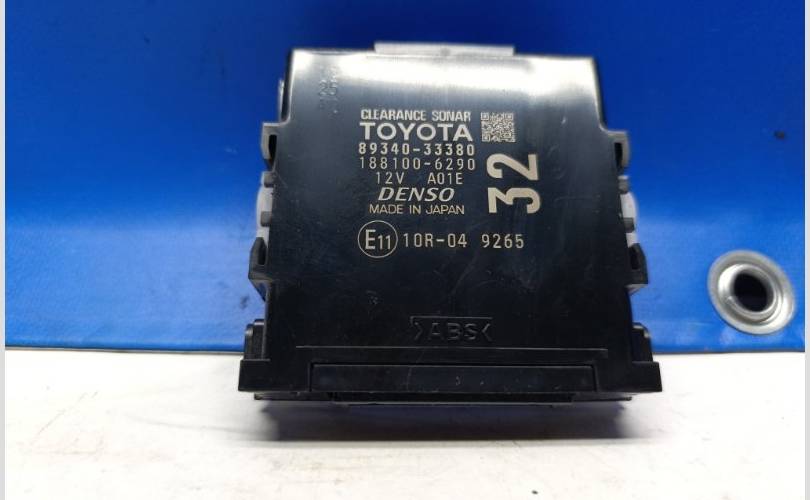 CLEARANCE SONAR
TOYOTA
89340-33380
188100-6290
12V A01E
DENSO
MADE IN JAPAN
32
E11 10R-04 9265
>ABS<